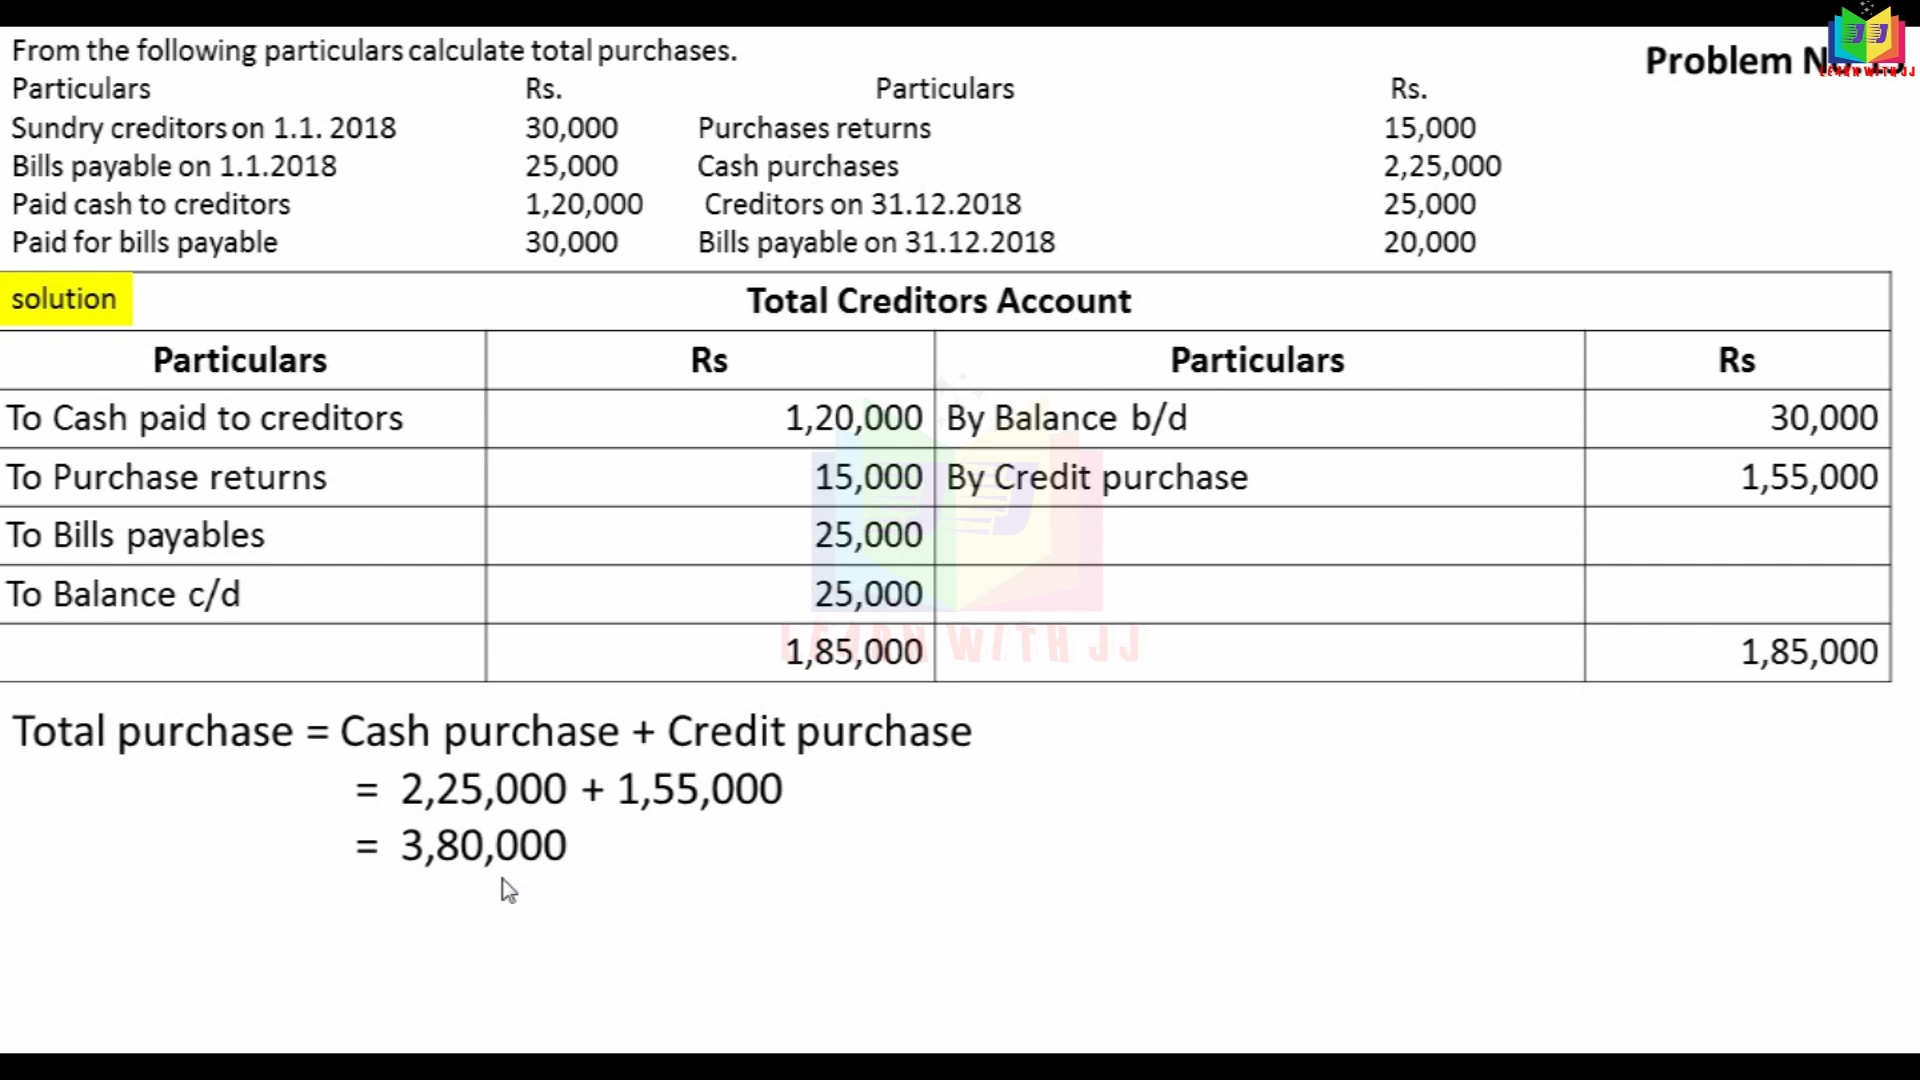 From the following particulars calculate total purchases.
Problem
LEARN WITH JJ
Particulars Rs. Particulars Rs.
Sundry creditors on 1.1. 2018 30,000 Purchases returns 15,000
Bills payable on 1.1.2018 25,000 Cash purchases 2,25,000
Paid cash to creditors 1,20,000 Creditors on 31.12.2018 25,000
Paid for bills payable 30,000 Bills payable on 31.12.2018 20,000
solution Total Creditors Account
Particulars Rs Particulars Rs
To Cash paid to creditors 1,20,000 By Balance b/d 30,000
To Purchase returns 15,000 By Credit purchase 1,55,000
To Bills payables 25,000
To Balance c/d 25,000
LEARN WITH JJ
1,85,000 1,85,000
Total purchase = Cash purchase + Credit purchase
= 2,25,000 + 1,55,000
= 3,80,000